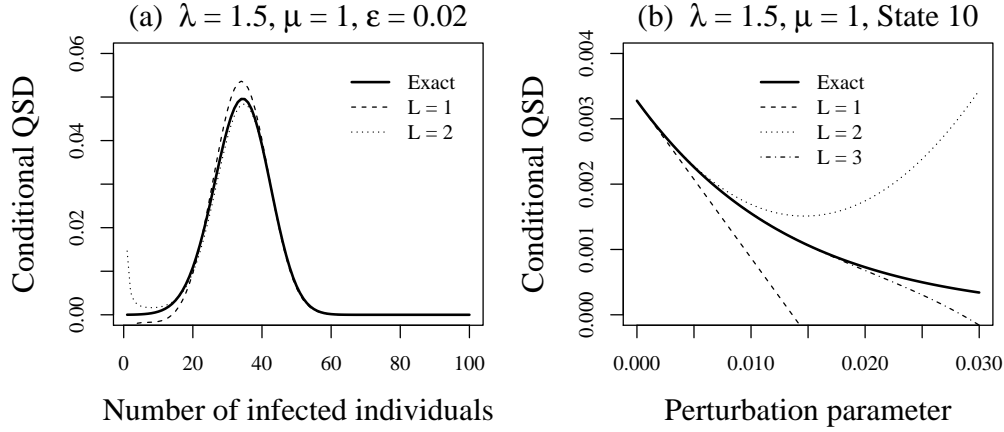 (a) λ = 1.5, μ = 1, ε = 0.02
Conditional QSD
0.06
0.04
0.02
0.00
Exact
L = 1
L = 2
0 20 40 60 80 100
Number of infected individuals
(b) λ = 1.5, μ = 1, State 10
Conditional QSD
0.004
0.003
0.002
0.001
0.000
Exact
L = 1
L = 2
L = 3
0.000 0.010 0.020 0.030
Perturbation parameter